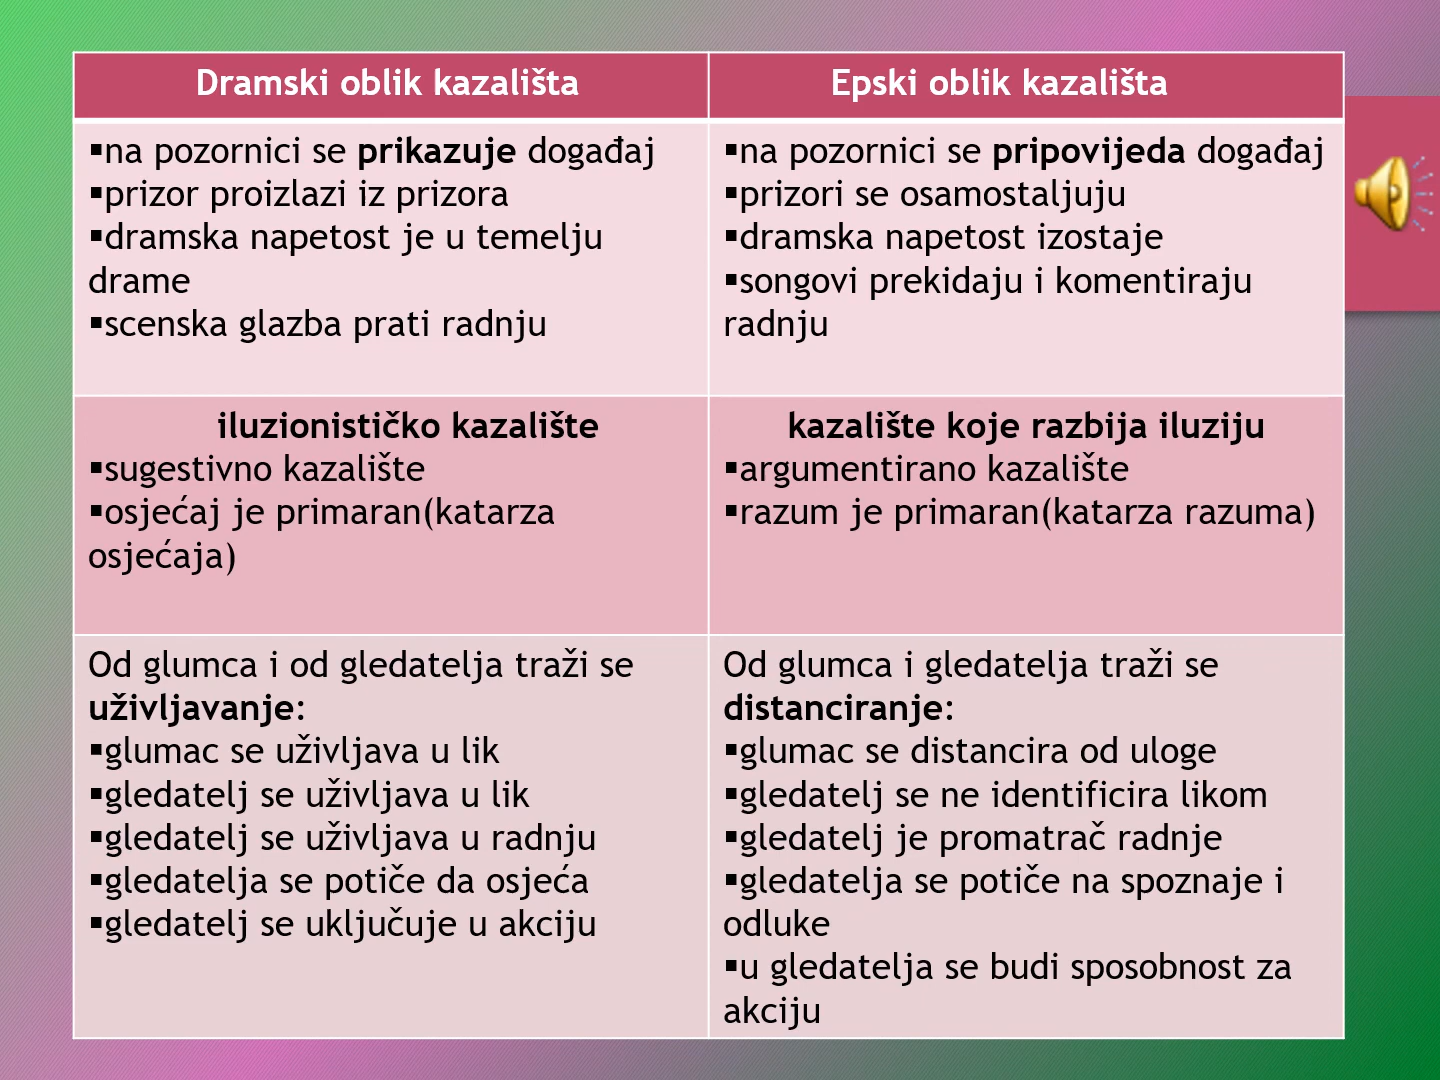 Dramski oblik kazališta
Epski oblik kazališta
▪na pozornici se prikazuje događaj
▪prizor proizlazi iz prizora
▪dramska napetost je u temelju
drame
▪scenska glazba prati radnju
▪na pozornici se pripovijeda događaj
▪prizori se osamostaljuju
▪dramska napetost izostaje
▪songovi prekidaju i komentiraju
radnju
iluzionističko kazalište
▪sugestivno kazalište
▪osjećaj je primaran(katarza
osjećaja)
kazalište koje razbija iluziju
▪argumentirano kazalište
▪razum je primaran(katarza razuma)
Od glumca i od gledatelja traži se
uživljavanje:
▪glumac se uživljava u lik
▪gledatelj se uživljava u lik
▪gledatelj se uživljava u radnju
▪gledatelja se potiče da osjeća
▪gledatelj se uključuje u akciju
Od glumca i gledatelja traži se
distanciranje:
▪glumac se distancira od uloge
▪gledatelj se ne identificira likom
▪gledatelj je promatrač radnje
▪gledatelja se potiče na spoznaje i
odluke
▪u gledatelja se budi sposobnost za
akciju